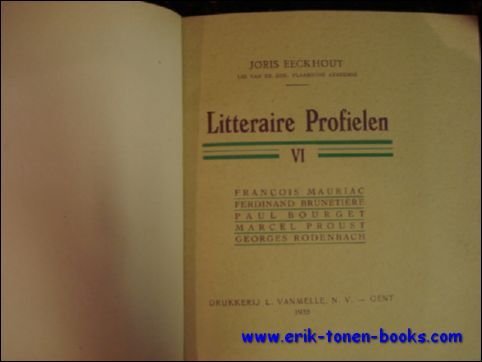 JORIS EECKHOUT
LID VAN DE KON. VLAAMSCHE ACADEMIE
Litteraire Profielen
VI
FRANÇOIS MAURIAC
FERDINAND BRUNETIÈRE
PAUL BOURGET
MARCEL PROUST
GEORGES RODENBACH
DRUKKERIJ L. VANMELLE, N. V. — GENT
www.erik-tonen-books.com